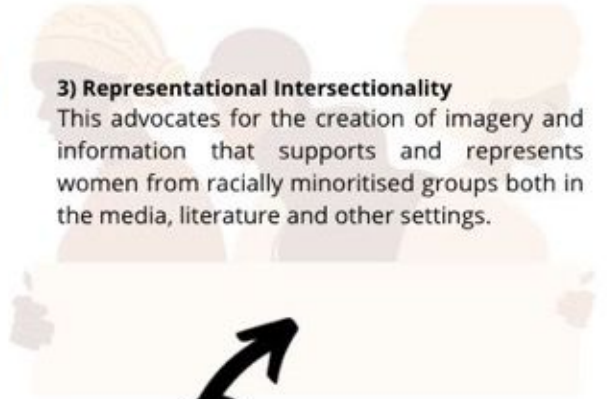 3) Representational Intersectionality
This advocates for the creation of imagery and
information that supports and represents
women from racially minoritised groups both in
the media, literature and other settings.